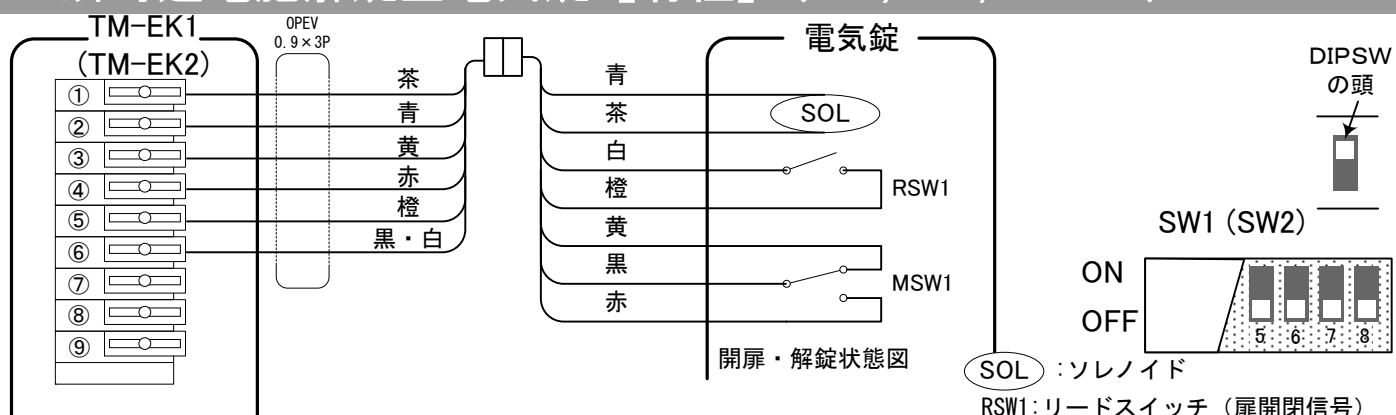 TM-EK1
(TM-EK2)
OPEV
0.9×3P
①
②
③
④
⑤
⑥
⑦
⑧
⑨
茶
青
黄
赤
橙
黒・白
青
茶
白
橙
黄
黒
赤
電気錠
SOL
RSW1
MSW1
開扉・解錠状態図
DIPSW
の頭
SW1(SW2)
ON
OFF
5 6 7 8
SOL :ソレノイド
RSW1:リードスイッチ(扉開閉信号)